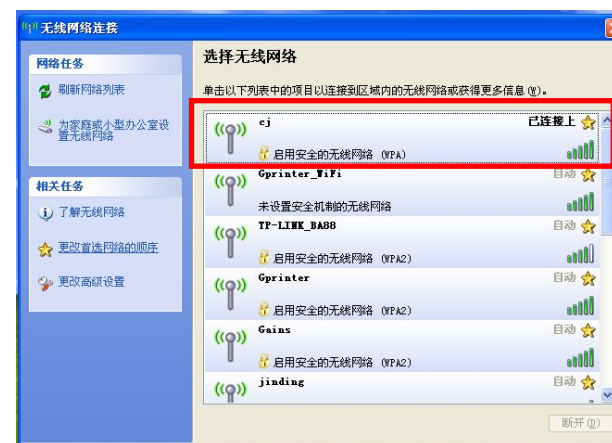 无线网络连接
网络任务
刷新网络列表
为家庭或小型办公室设
置无线网络
相关任务
了解无线网络
更改首选网络的顺序
更改高级设置
选择无线网络
单击以下列表中的项目以连接到区域内的无线网络或获得更多信息(W)。
cj 已连接上
启用安全的无线网络 (WPA)
Gprinter_WiFi 自动
未设置安全机制的无线网络
TP-LINK_BA88 自动
启用安全的无线网络 (WPA2)
Gprinter 自动
启用安全的无线网络 (WPA2)
Gains 自动
启用安全的无线网络 (WPA2)
jinding 自动
断开(D)